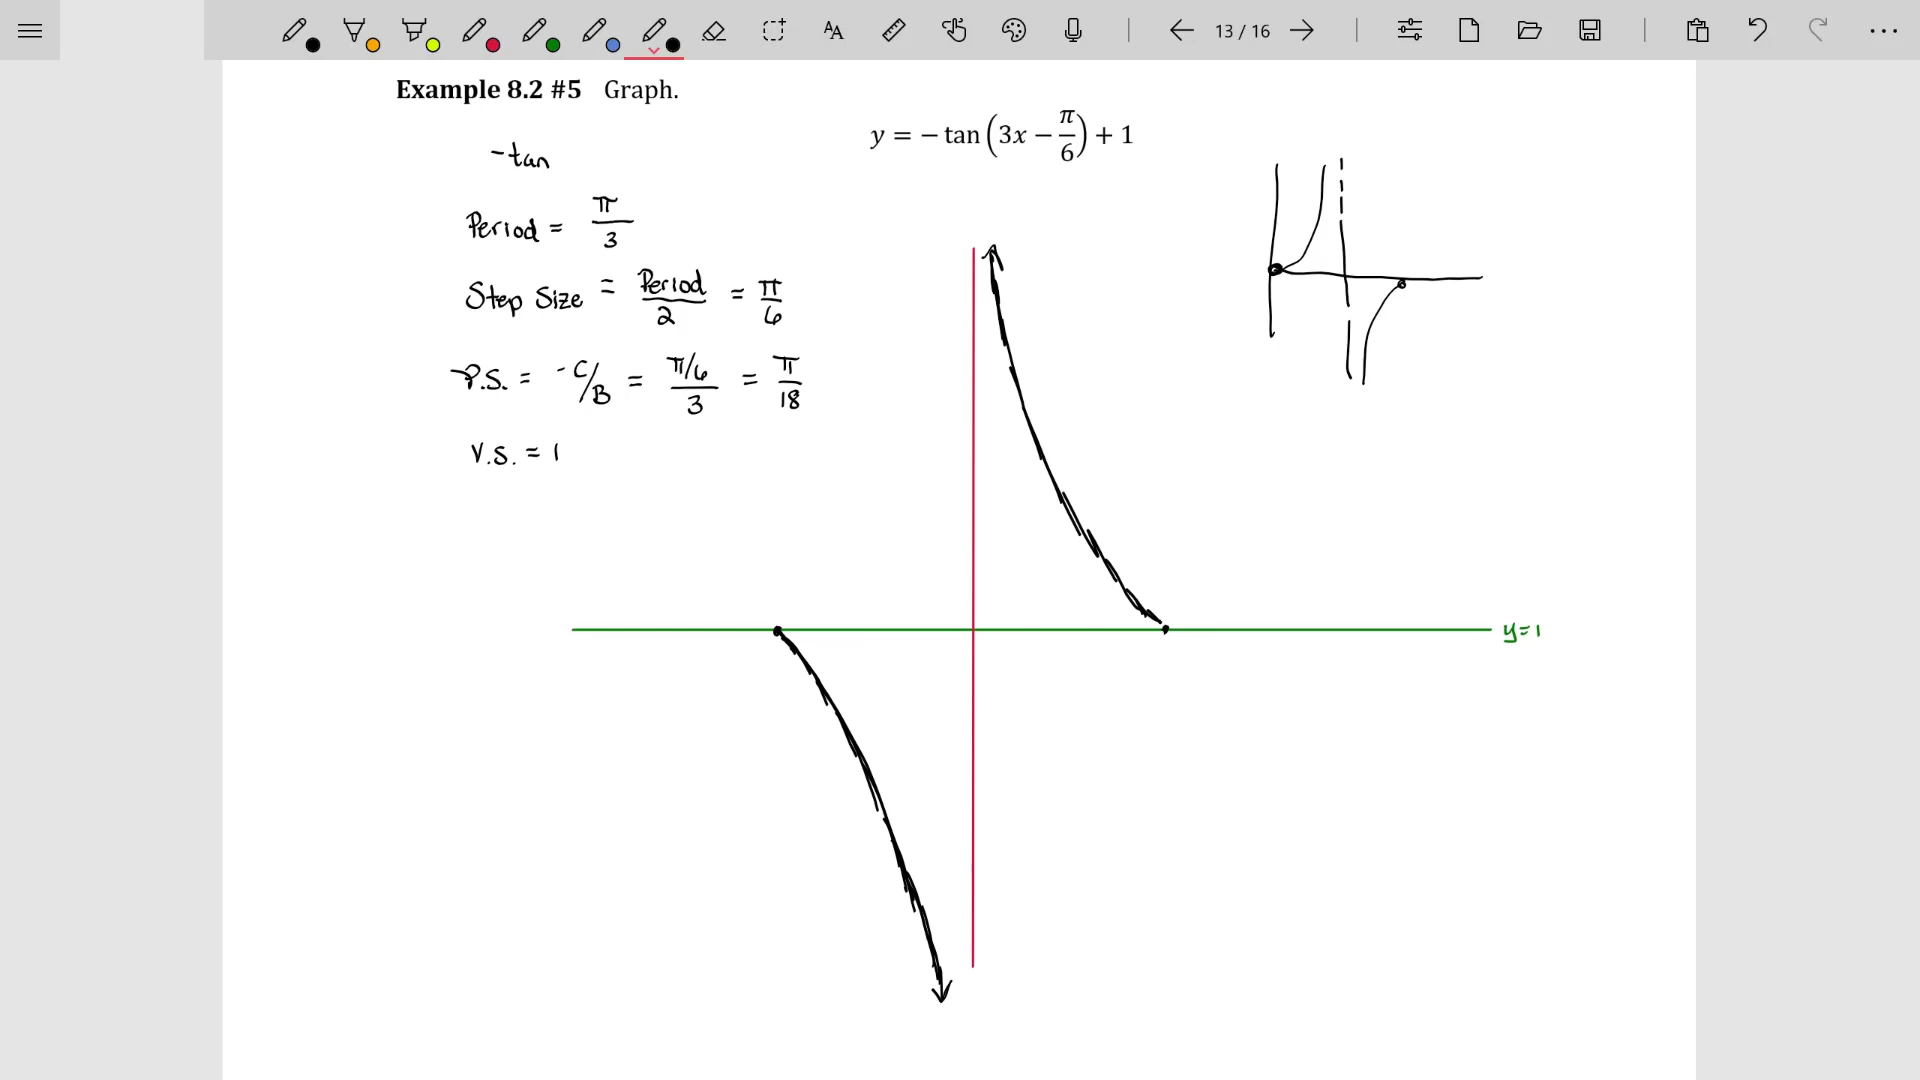 13 / 16
Example 8.2 #5 Graph.
y = − tan(3x − π/6) + 1
-tan
Period = π/3
Step Size = Period/2 = π/6
P.S. = -C/B = π/6/3 = π/18
V.S. = 1
y=1